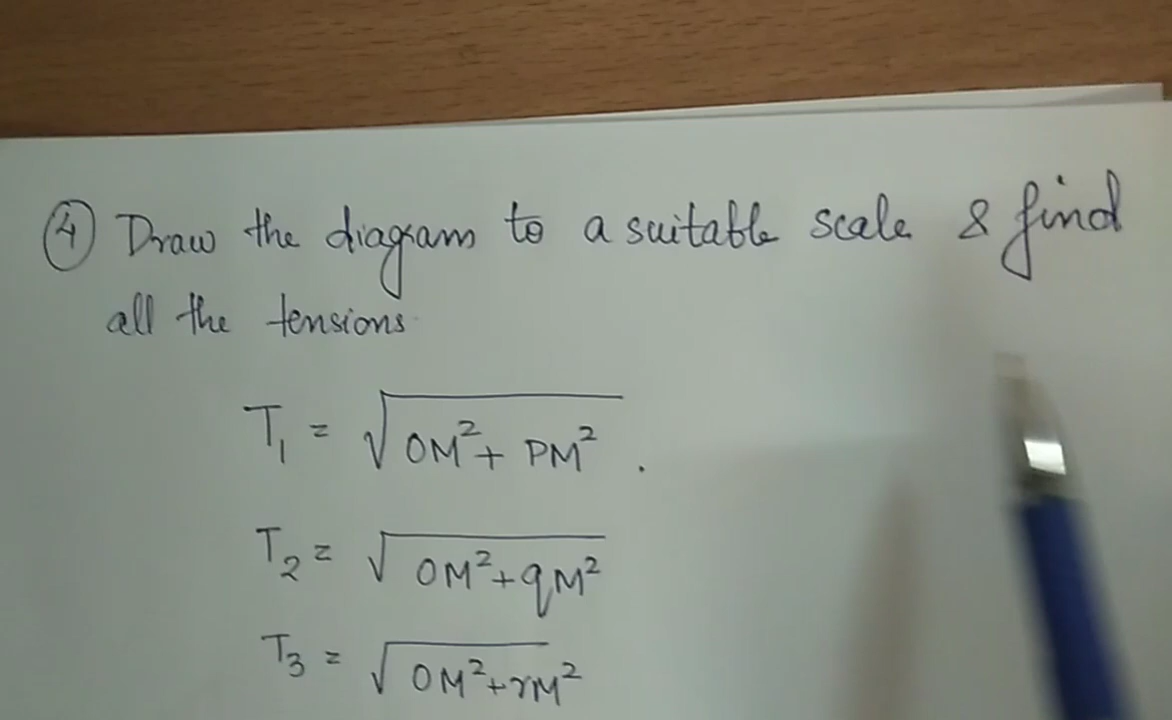 ④ Draw the diagram to a suitable scale & find
all the tensions
T₁ = √OM² + PM² .
T₂ = √OM² + qM²
T₃ = √OM² + rM²